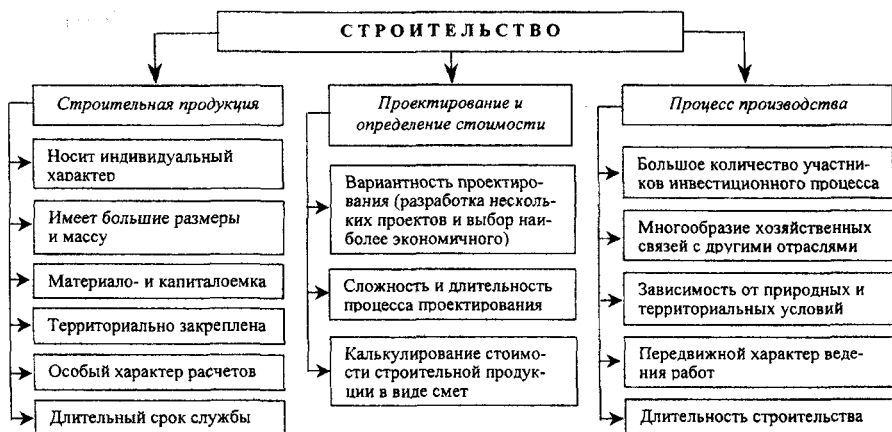 СТРОИТЕЛЬСТВО
Строительная продукция
Носит индивидуальный
характер
Имеет большие размеры
и массу
Материало- и капиталоемка
Территориально закреплена
Особый характер расчетов
Длительный срок службы
Проектирование и
определение стоимости
Вариантность проектиро-
вания (разработка несколь-
ких проектов и выбор наи-
более экономичного)
Сложность и длительность
процесса проектирования
Калькулирование стоимо-
сти строительной продук-
ции в виде смет
Процесс производства
Большое количество участни-
ков инвестиционного процесса
Многообразие хозяйственных
связей с другими отраслями
Зависимость от природных и
территориальных условий
Передвижной характер веде-
ния работ
Длительность строительства